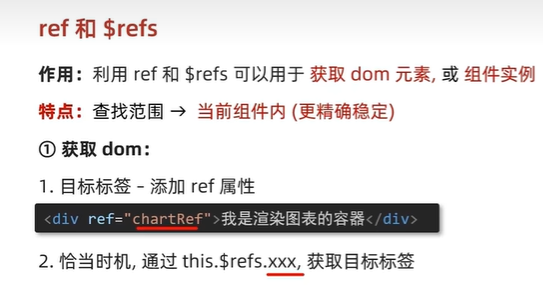 ref 和 $refs
作用：利用 ref 和 $refs 可以用于 获取 dom 元素, 或 组件实例
特点：查找范围 → 当前组件内 (更精确稳定)
① 获取 dom：
1. 目标标签 - 添加 ref 属性
<div ref="chartRef">我是渲染图表的容器</div>
2. 恰当时机, 通过 this.$refs.xxx, 获取目标标签